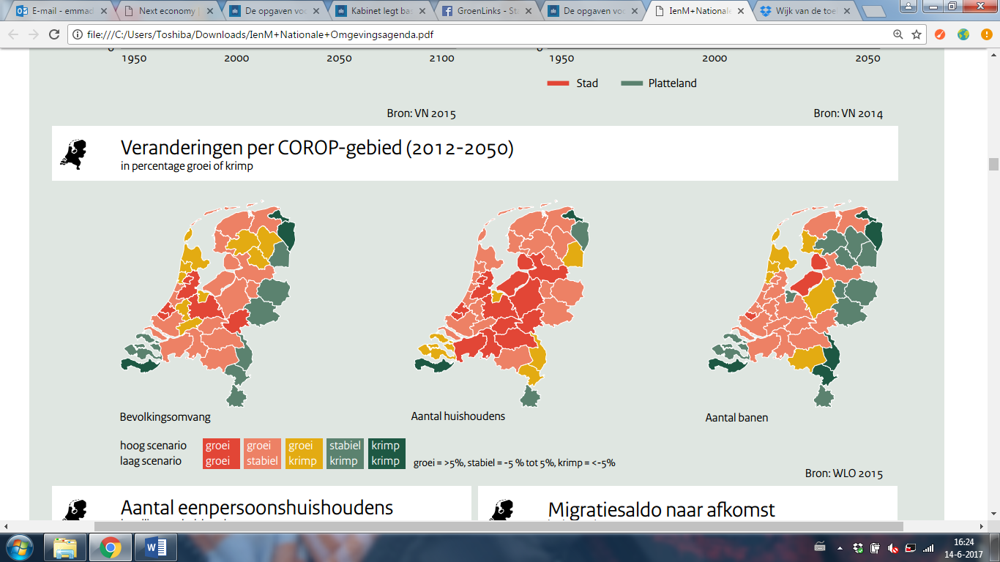 E-mail - emmad
Next economy |
De opgaven voo
Kabinet legt bas
GroenLinks - Sta
De opgaven voo
IenM+Nationale
Wijk van de toe
file:///C:/Users/Toshiba/Downloads/IenM+Nationale+Omgevingsagenda.pdf
1950 2000 2050 2100
1950 2000 2050
Stad Platteland
Bron: VN 2015
Bron: VN 2014
Veranderingen per COROP-gebied (2012-2050)
in percentage groei of krimp
Bevolkingsomvang
Aantal huishoudens
Aantal banen
hoog scenario groei groei groei stabiel krimp
laag scenario groei stabiel krimp krimp krimp
groei = >5%, stabiel = -5 % tot 5%, krimp = <-5%
Bron: WLO 2015
Aantal eenpersoonshuishoudens
Migratiesaldo naar afkomst
16:24
14-6-2017